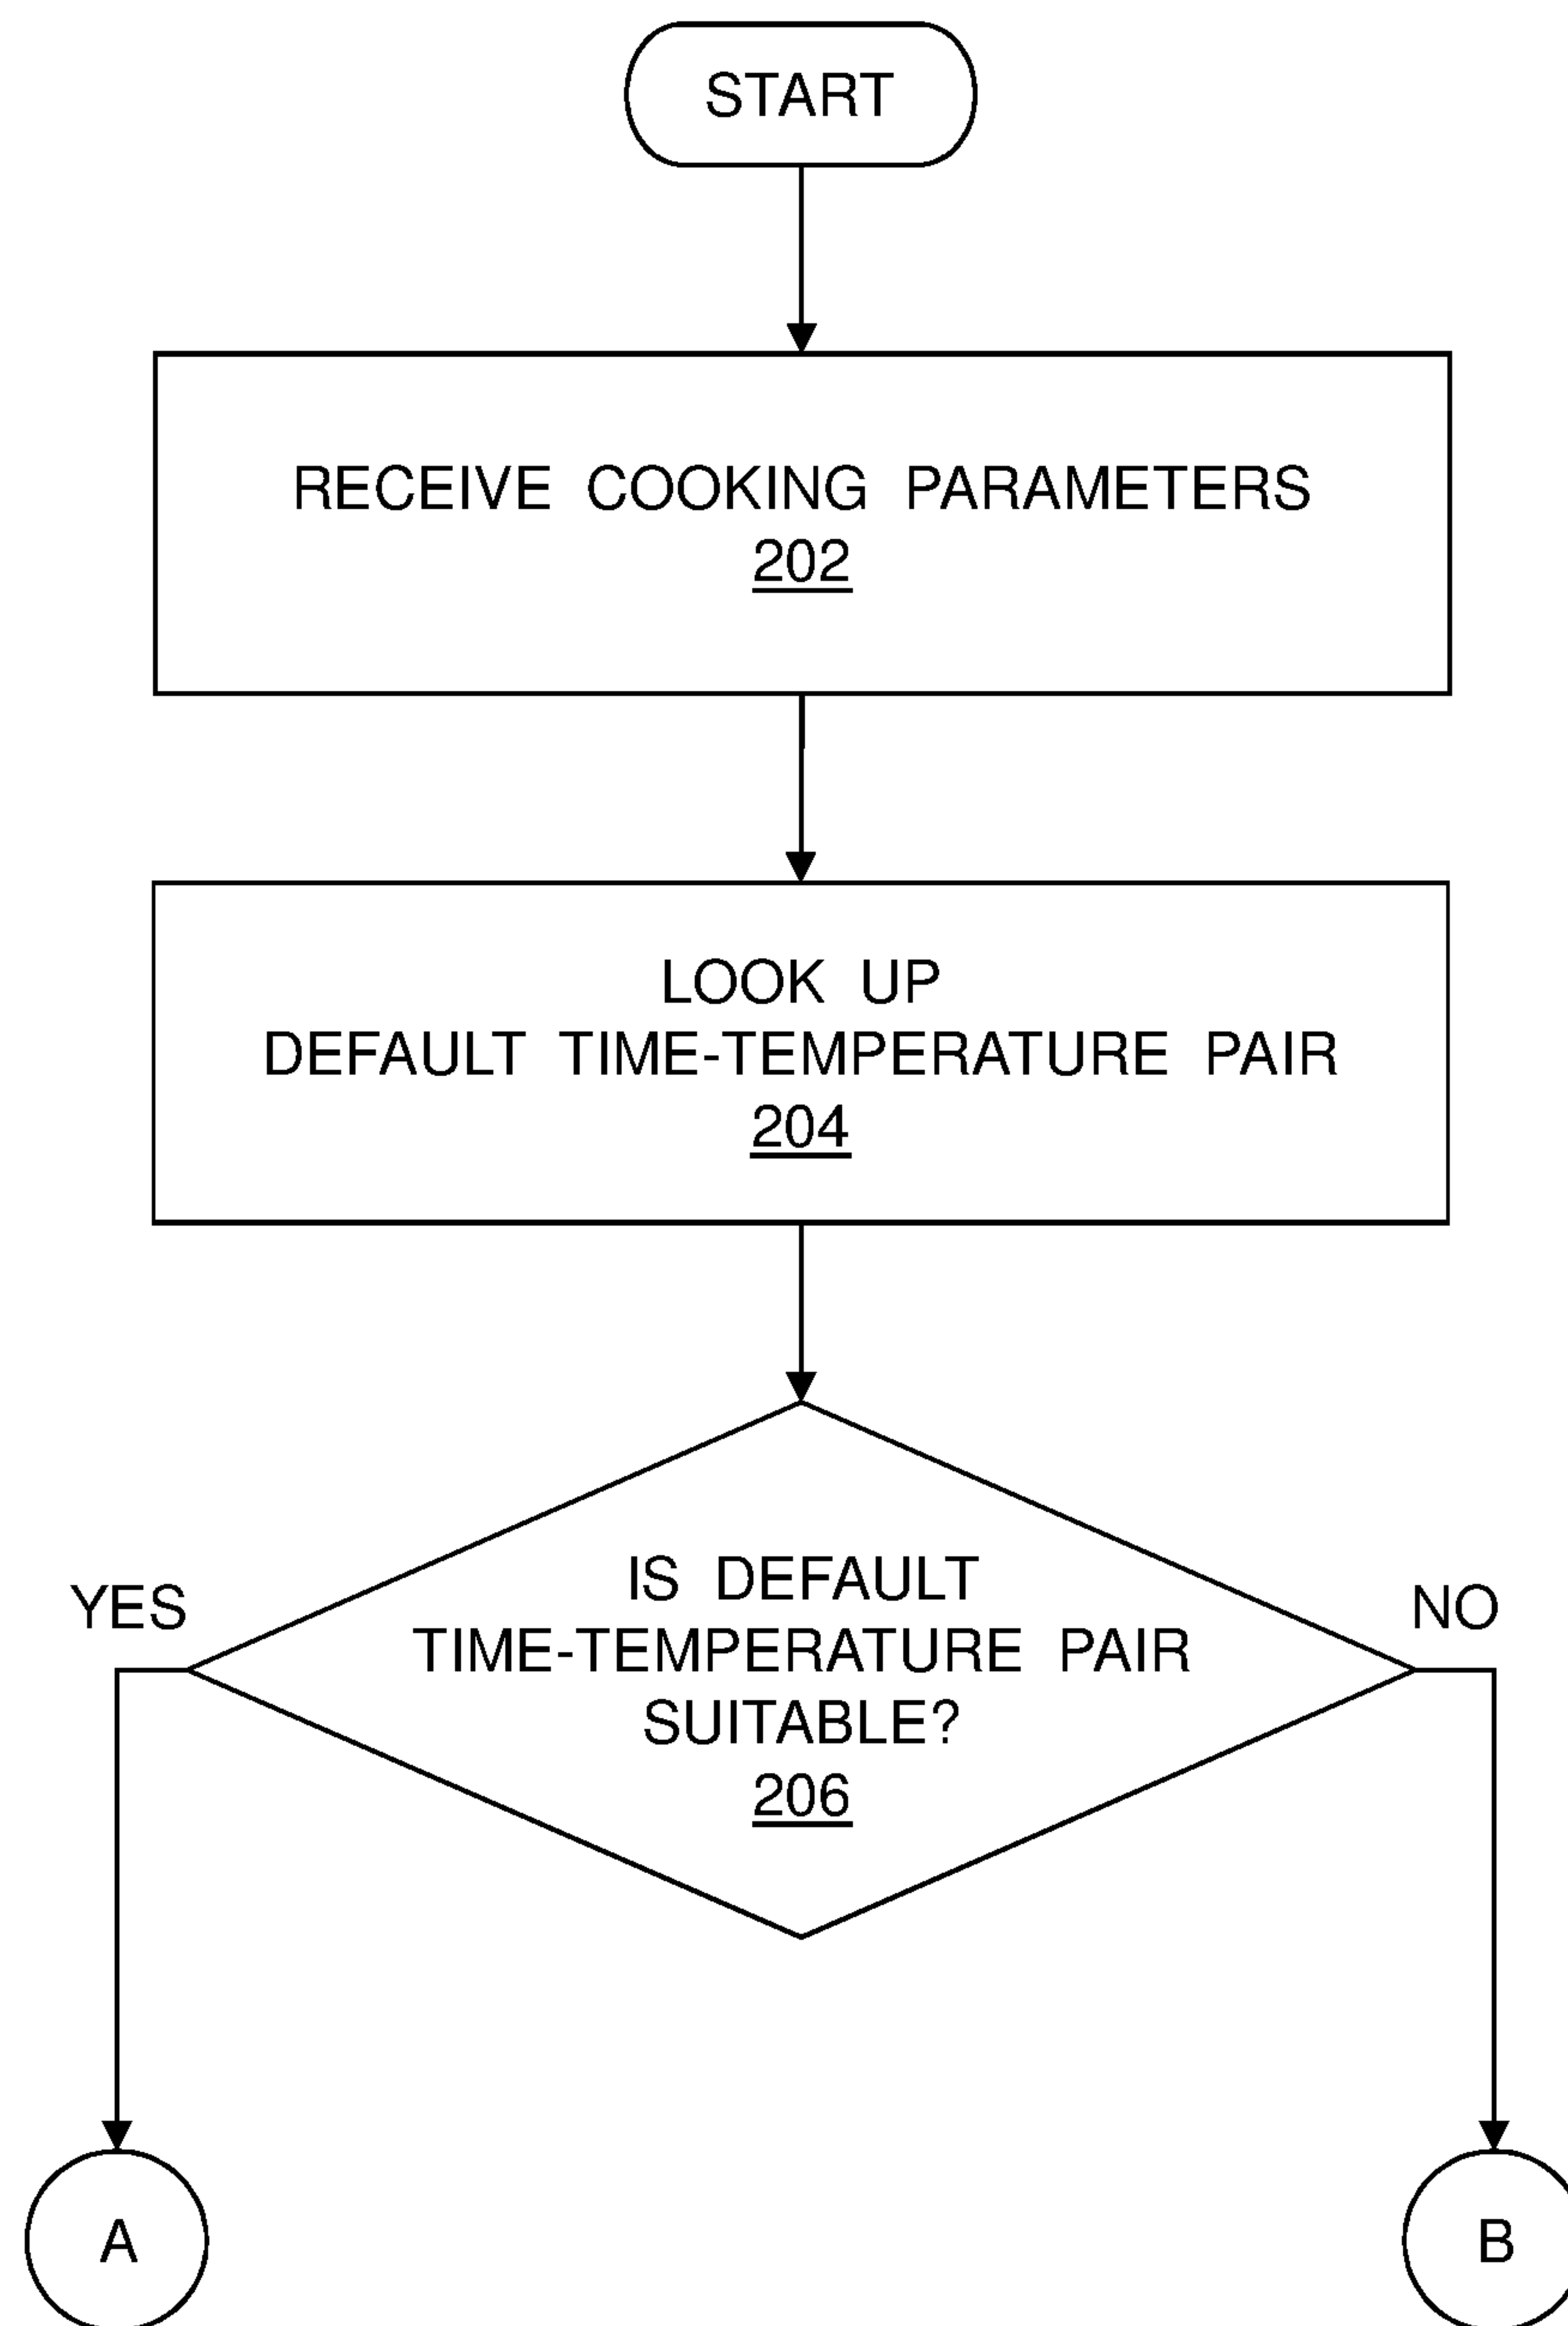 START
RECEIVE COOKING PARAMETERS
202
LOOK UP
DEFAULT TIME-TEMPERATURE PAIR
204
IS DEFAULT
TIME-TEMPERATURE PAIR
SUITABLE?
206
YES
NO
A
B